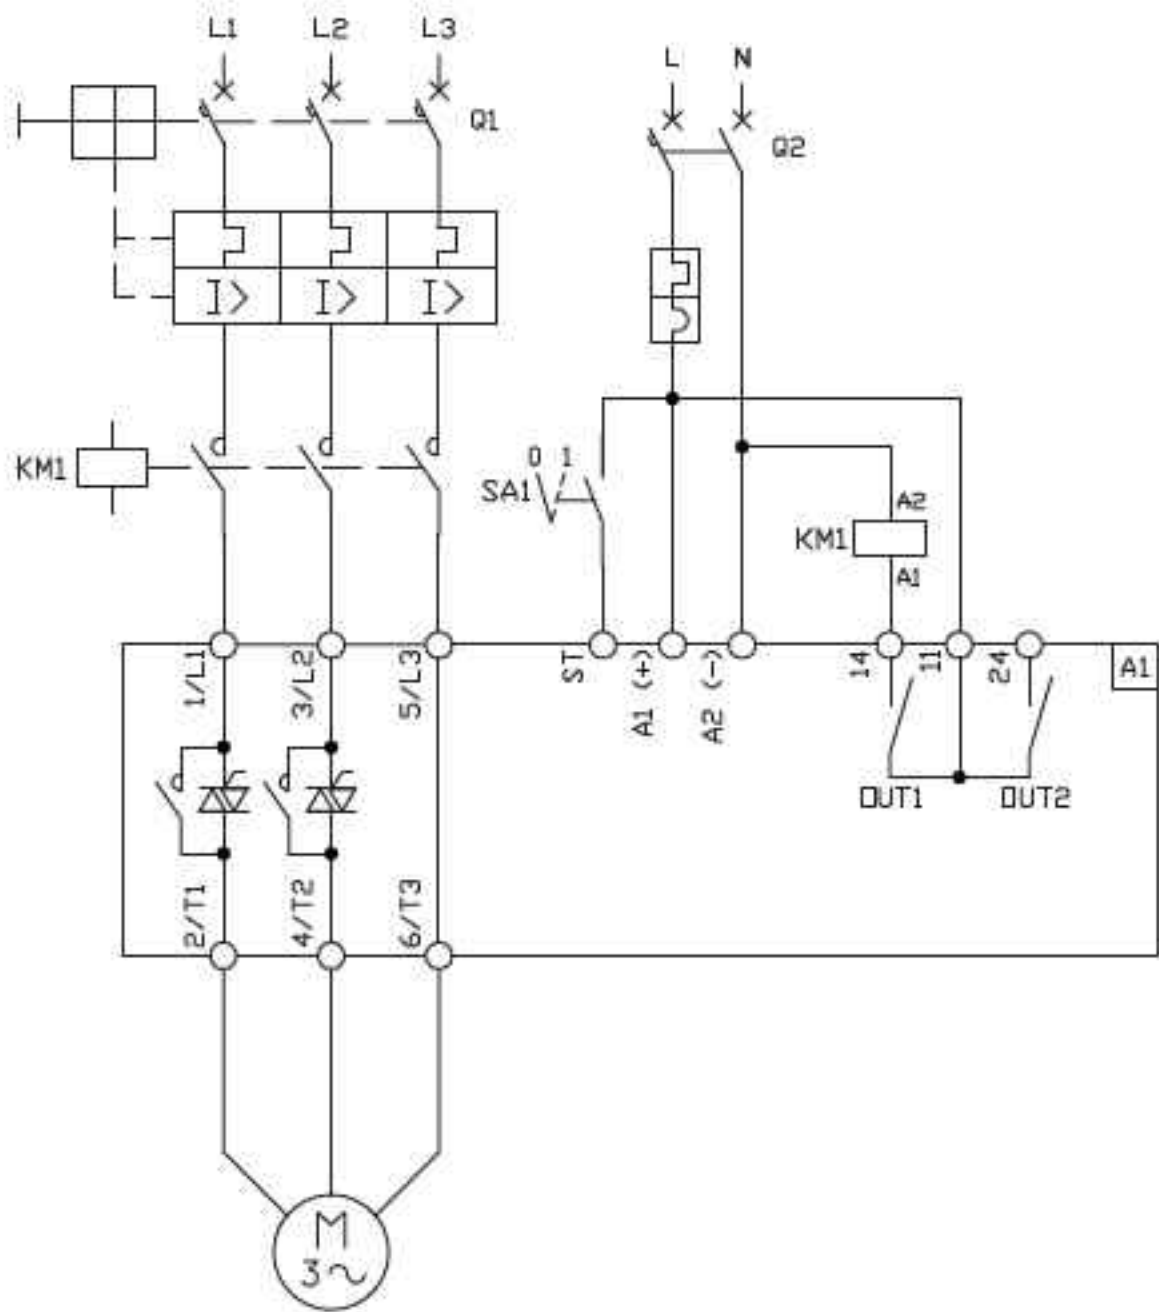 L1 L2 L3
L N
Q1
Q2
I> I> I>
KM1
0 1
SA1
A2
KM1
A1
1/L1 3/L2 5/L3 ST A1 (+) A2 (-) 14 11 24 A1
OUT1 OUT2
2/T1 4/T2 6/T3
M
3~